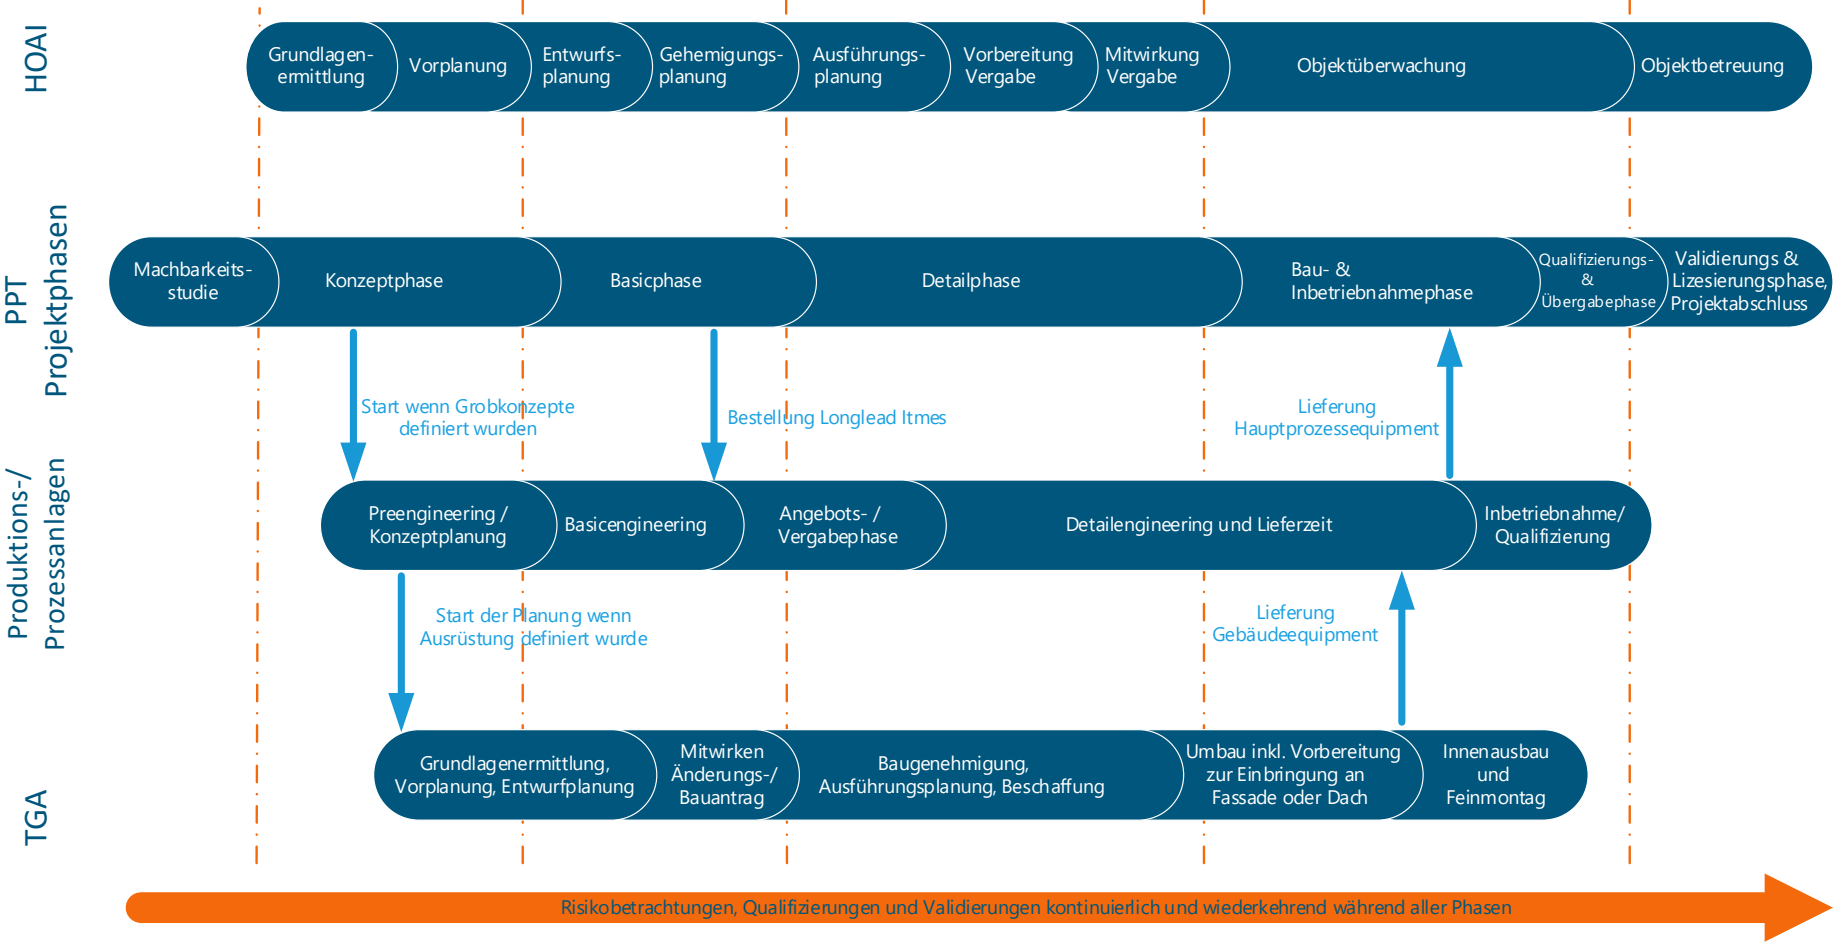 HOAI
Grundlagen-
ermittlung
Vorplanung
Entwurfs-
planung
Gehemigungs-
planung
Ausführungs-
planung
Vorbereitung
Vergabe
Mitwirkung
Vergabe
Objektüberwachung
Objektbetreuung
PPT
Projektphasen
Machbarkeits-
studie
Konzeptphase
Basicphase
Detailphase
Bau- &
Inbetriebnahmephase
Qualifizierungs-
&
Übergabephase
Validierungs &
Lizesierungsphase,
Projektabschluss
Start wenn Grobkonzepte
definiert wurden
Bestellung Longlead Itmes
Lieferung
Hauptprozessequipment
Produktions-/
Prozessanlagen
Preengineering /
Konzeptplanung
Basicengineering
Angebots- /
Vergabephase
Detailengineering und Lieferzeit
Inbetriebnahme/
Qualifizierung
Start der Planung wenn
Ausrüstung definiert wurde
Lieferung
Gebäudeequipment
TGA
Grundlagenermittlung,
Vorplanung, Entwurfplanung
Mitwirken
Änderungs-/
Bauantrag
Baugenehmigung,
Ausführungsplanung, Beschaffung
Umbau inkl. Vorbereitung
zur Einbringung an
Fassade oder Dach
Innenausbau
und
Feinmontag
Risikobetrachtungen, Qualifizierungen und Validierungen kontinuierlich und wiederkehrend während aller Phasen